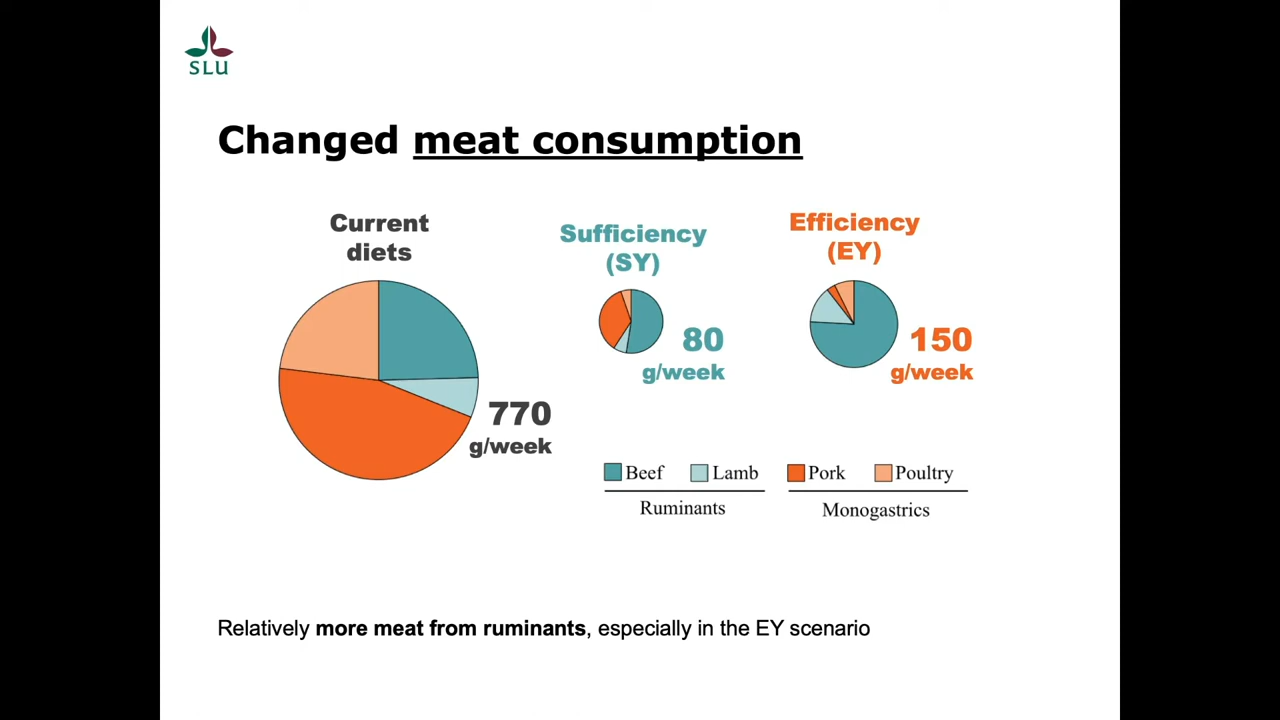 SLU
Changed meat consumption
Current
diets
770
g/week
Sufficiency
(SY)
80
g/week
Efficiency
(EY)
150
g/week
Beef Lamb Pork Poultry
Ruminants Monogastrics
Relatively more meat from ruminants, especially in the EY scenario